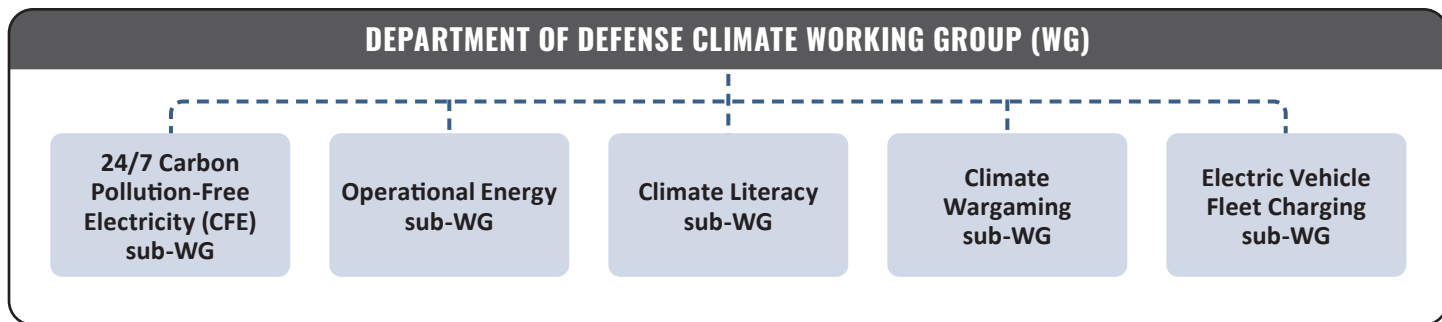 DEPARTMENT OF DEFENSE CLIMATE WORKING GROUP (WG)
24/7 Carbon
Pollution-Free
Electricity (CFE)
sub-WG
Operational Energy
sub-WG
Climate Literacy
sub-WG
Climate
Wargaming
sub-WG
Electric Vehicle
Fleet Charging
sub-WG